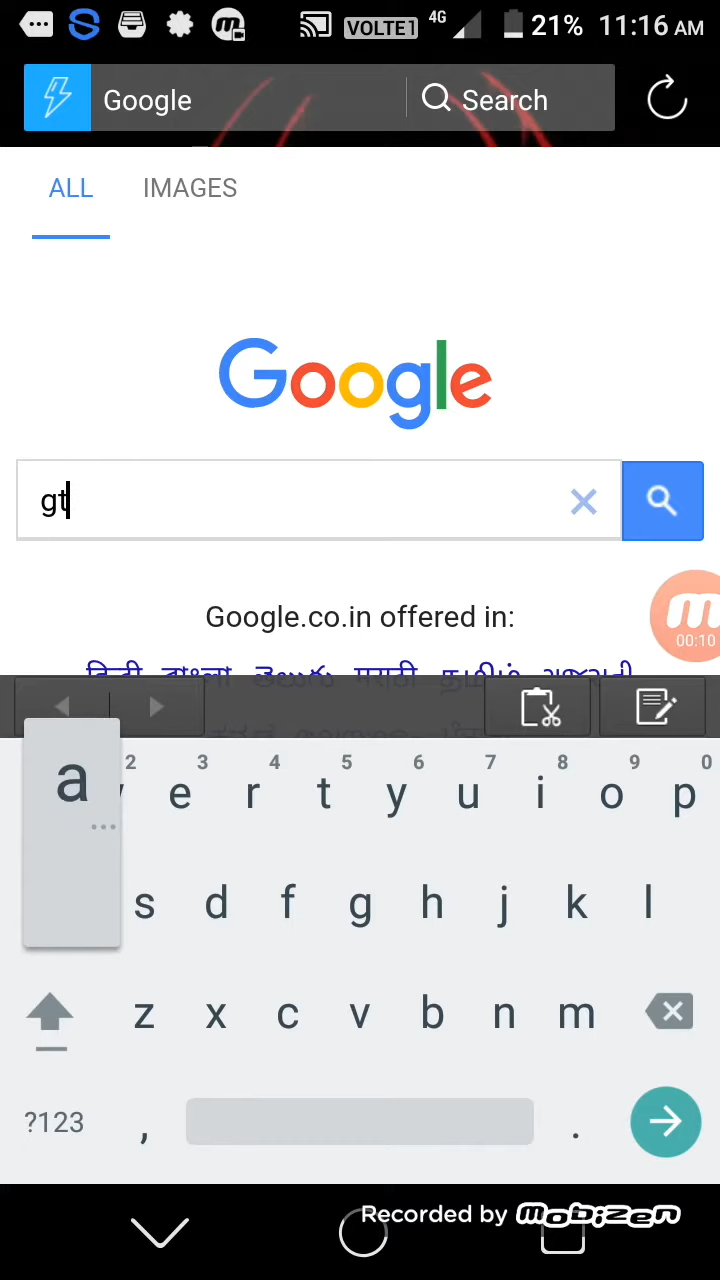 VOLTE1 4G 21% 11:16 AM
Google Search
ALL IMAGES
Google
gt
Google.co.in offered in:
हिन्दी বাংলা తెలుగు मराठी தமிழ் ગુજરાતી
00:10
a
2 3 4 5 6 7 8 9 0
e r t y u i o p
s d f g h j k l
z x c v b n m
?123 , .
Recorded by mobizen